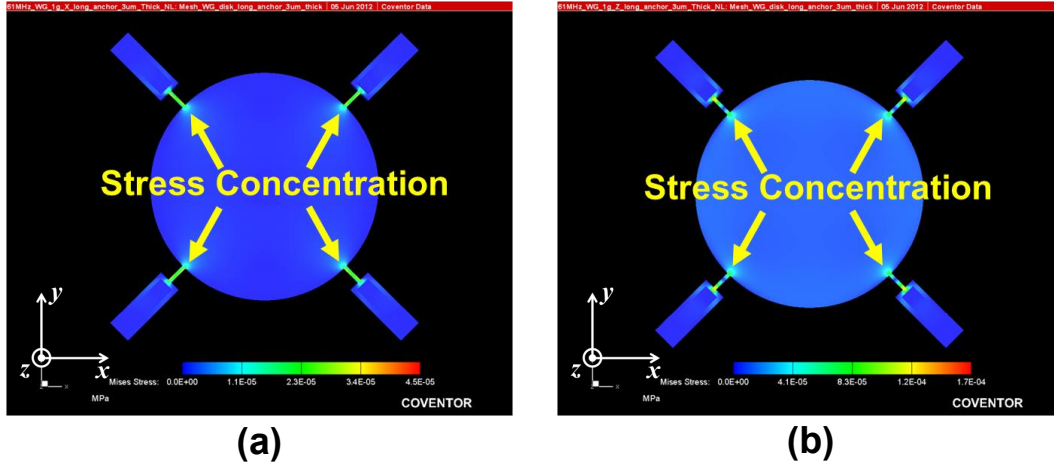 61MHz_WG_1g_X_long_anchor_3um_Thick_NL: Mesh_WG_disk_long_anchor_3um_thick | 05 Jun 2012 | Coventor Data
Stress Concentration
y
z
x
x
Mises Stress: 0.0E+00 1.1E-05 2.3E-05 3.4E-05 4.5E-05
MPa
COVENTOR
(a)
61MHz_WG_1g_Z_long_anchor_3um_Thick_NL: Mesh_WG_disk_long_anchor_3um_thick | 05 Jun 2012 | Coventor Data
Stress Concentration
y
z
x
x
Mises Stress: 0.0E+00 4.1E-05 8.3E-05 1.2E-04 1.7E-04
MPa
COVENTOR
(b)